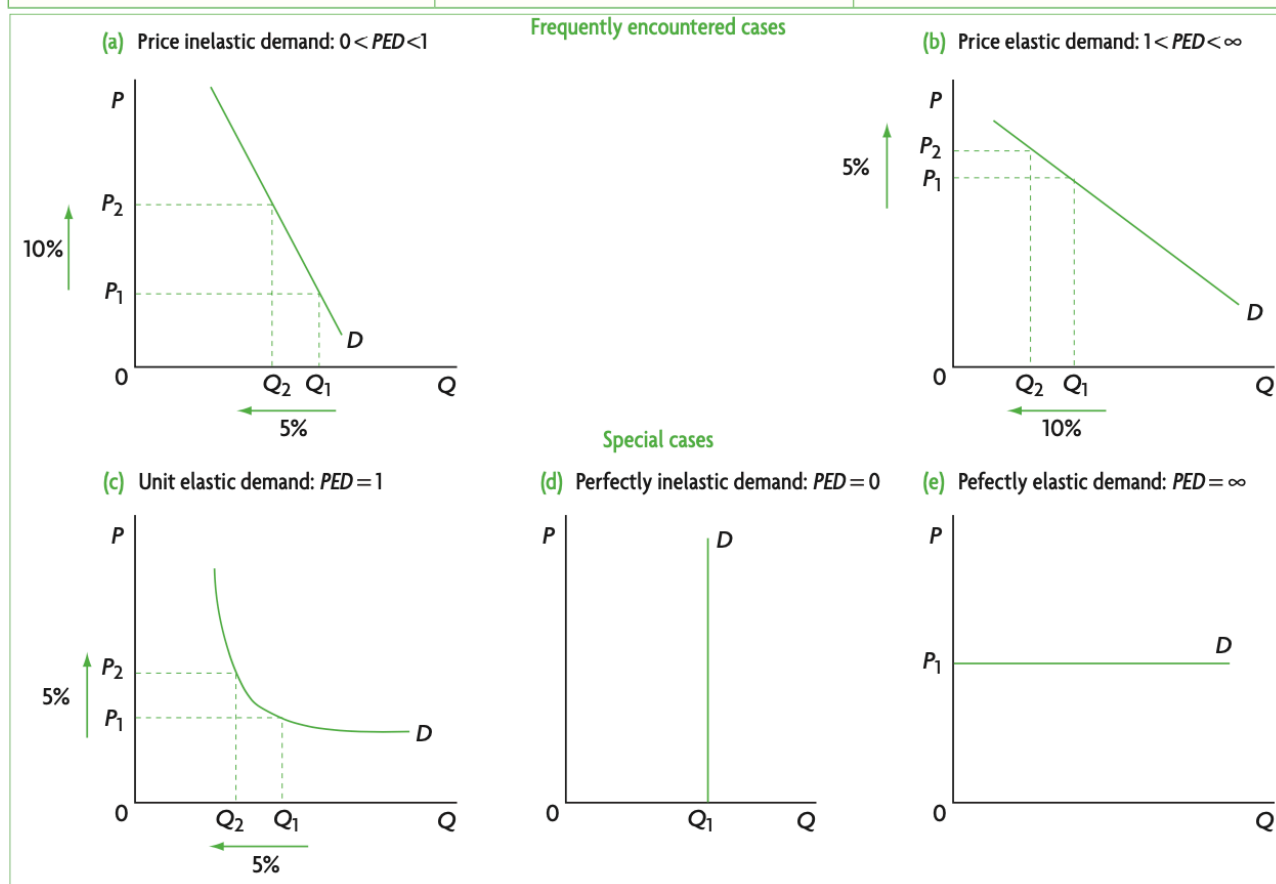 Frequently encountered cases
(a) Price inelastic demand: 0 < PED < 1
P
P2
10%
P1
D
0
Q2 Q1 Q
5%
(b) Price elastic demand: 1 < PED < ∞
P
P2
5%
P1
D
0
Q2 Q1 Q
10%
Special cases
(c) Unit elastic demand: PED = 1
P
P2
5%
P1
D
0
Q2 Q1 Q
5%
(d) Perfectly inelastic demand: PED = 0
P
D
0
Q1 Q
(e) Pefectly elastic demand: PED = ∞
P
D
P1
0
Q